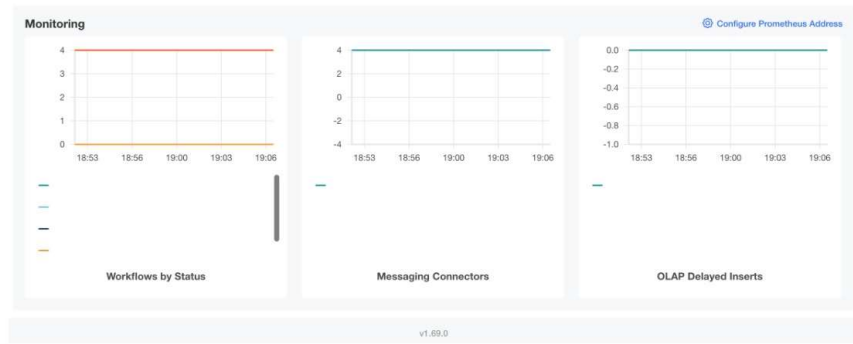 Monitoring
Configure Prometheus Address
4
3
2
1
0
18:53 18:56 19:00 19:03 19:06
Workflows by Status
4
2
0
-2
-4
18:53 18:56 19:00 19:03 19:06
Messaging Connectors
0.0
-0.2
-0.4
-0.6
-0.8
-1.0
18:53 18:56 19:00 19:03 19:06
OLAP Delayed Inserts
v1.69.0